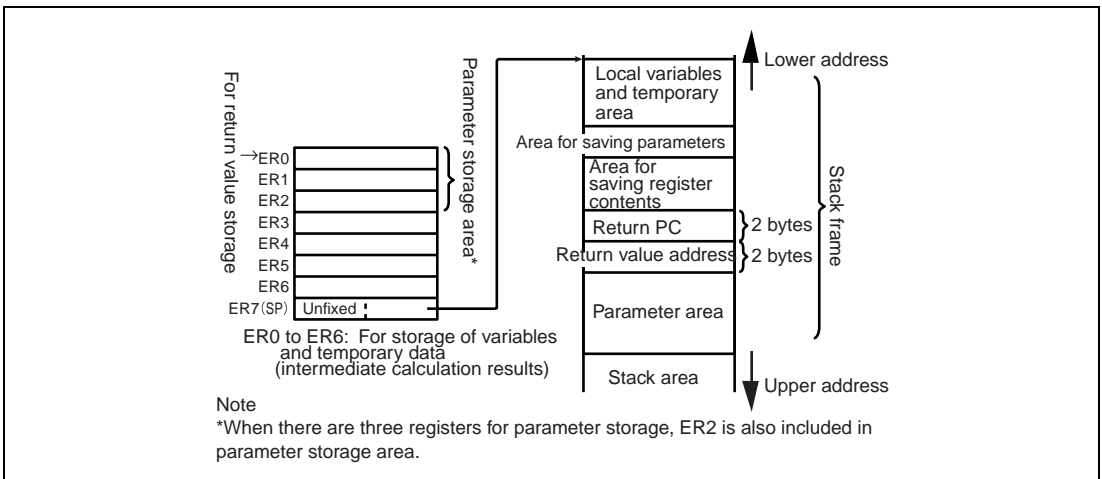 For return value storage
→ER0
ER1
ER2
ER3
ER4
ER5
ER6
ER7(SP)
Unfixed
Parameter storage area*
ER0 to ER6: For storage of variables
and temporary data
(intermediate calculation results)
Lower address
Local variables
and temporary
area
Area for saving parameters
Area for
saving register
contents
Return PC
2 bytes
Return value address
2 bytes
Parameter area
Stack area
Stack frame
Upper address
Note
*When there are three registers for parameter storage, ER2 is also included in
parameter storage area.